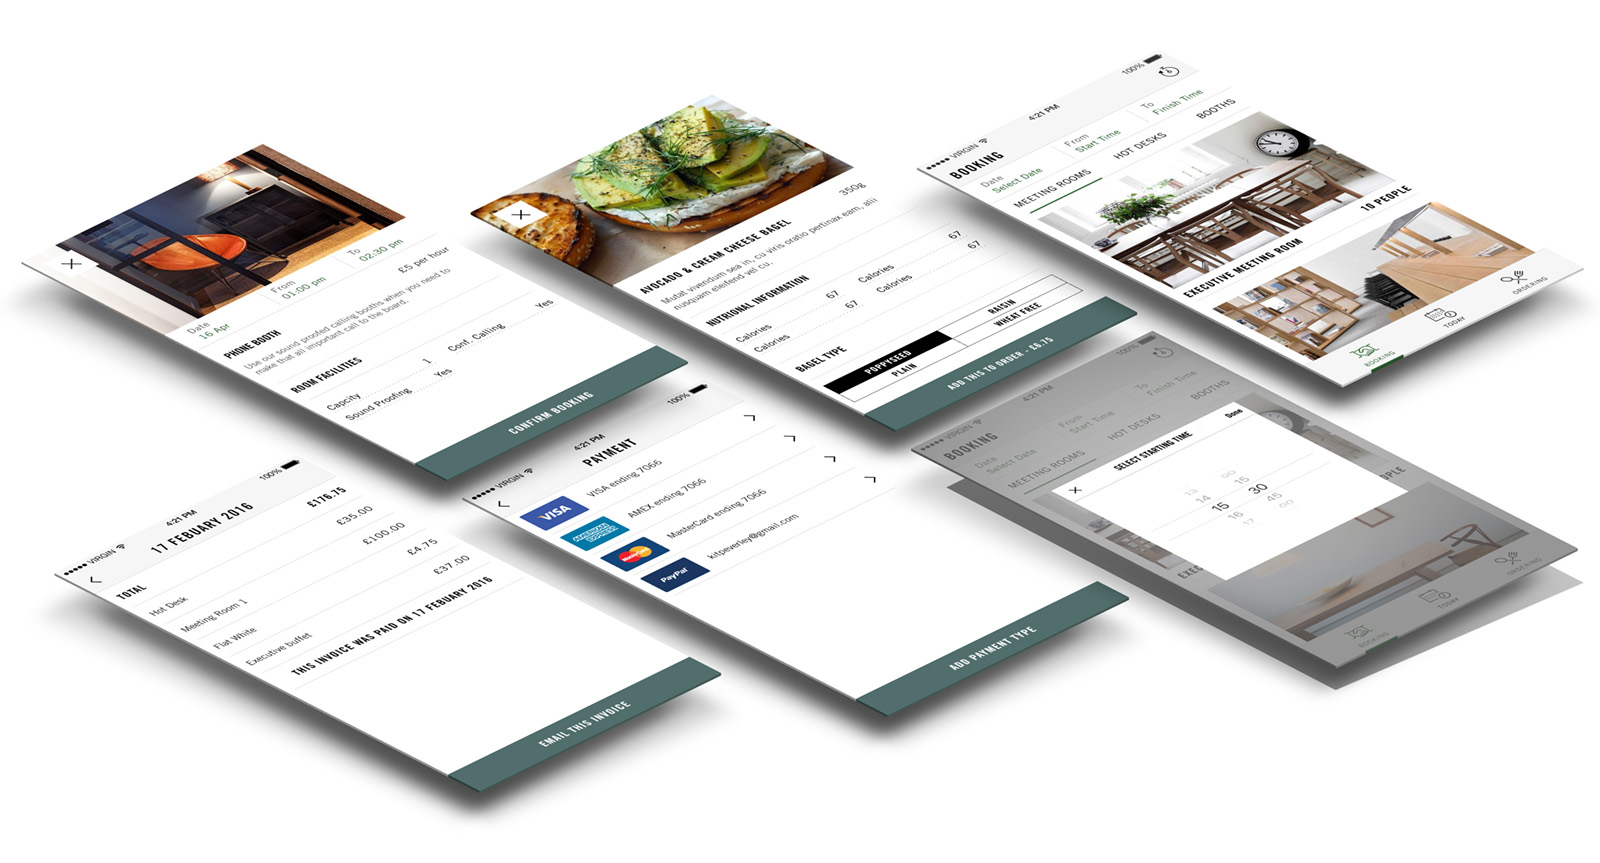 Date
16 Apr
From
01:00 pm
To
02:30 pm
PHONE BOOTH
£5 per hour
Use our sound proofed calling booths when you need to
make that all important call to the board.
ROOM FACILITIES
Capcity 1
Conf. Calling Yes
Sound Proofing Yes
CONFIRM BOOKING
AVOCADO & CREAM CHEESE BAGEL
350g
Mutat vivendum sea in, cu viris oratio pertinax eam, alii
nusquam eleifend vel cu.
NUTRIONAL INFORMATION
Calories 67
Calories 67
Calories 67
Calories 67
BAGEL TYPE
POPPYSEED
RAISIN
PLAIN
WHEAT FREE
ADD THIS TO ORDER - £6.75
VIRGIN
4:21 PM
100%
BOOKING
Date
Select Date
From
Start Time
To
Finish Time
MEETING ROOMS
HOT DESKS
BOOTHS
EXECUTIVE MEETING ROOM
10 PEOPLE
BOOKING
TODAY
ORDERING
VIRGIN
4:21 PM
100%
17 FEBUARY 2016
TOTAL £176.75
Hot Desk £35.00
Meeting Room 1 £100.00
Flat White £4.75
Executive buffet £37.00
THIS INVOICE WAS PAID ON 17 FEBUARY 2016
EMAIL THIS INVOICE
VIRGIN
4:21 PM
100%
PAYMENT
VISA
VISA ending 7066
AMERICAN EXPRESS
AMEX ending 7066
MasterCard
MasterCard ending 7066
PayPal
kitpeverley@gmail.com
ADD PAYMENT TYPE
VIRGIN
4:21 PM
100%
BOOKING
Date
Select Date
From
Start Time
To
Finish Time
MEETING ROOMS
HOT DESKS
BOOTHS
Done
SELECT STARTING TIME
13 00
14 15
15 30
16 45
17 00
EXEC
OPLE
BOOKING
TODAY
ORDERING